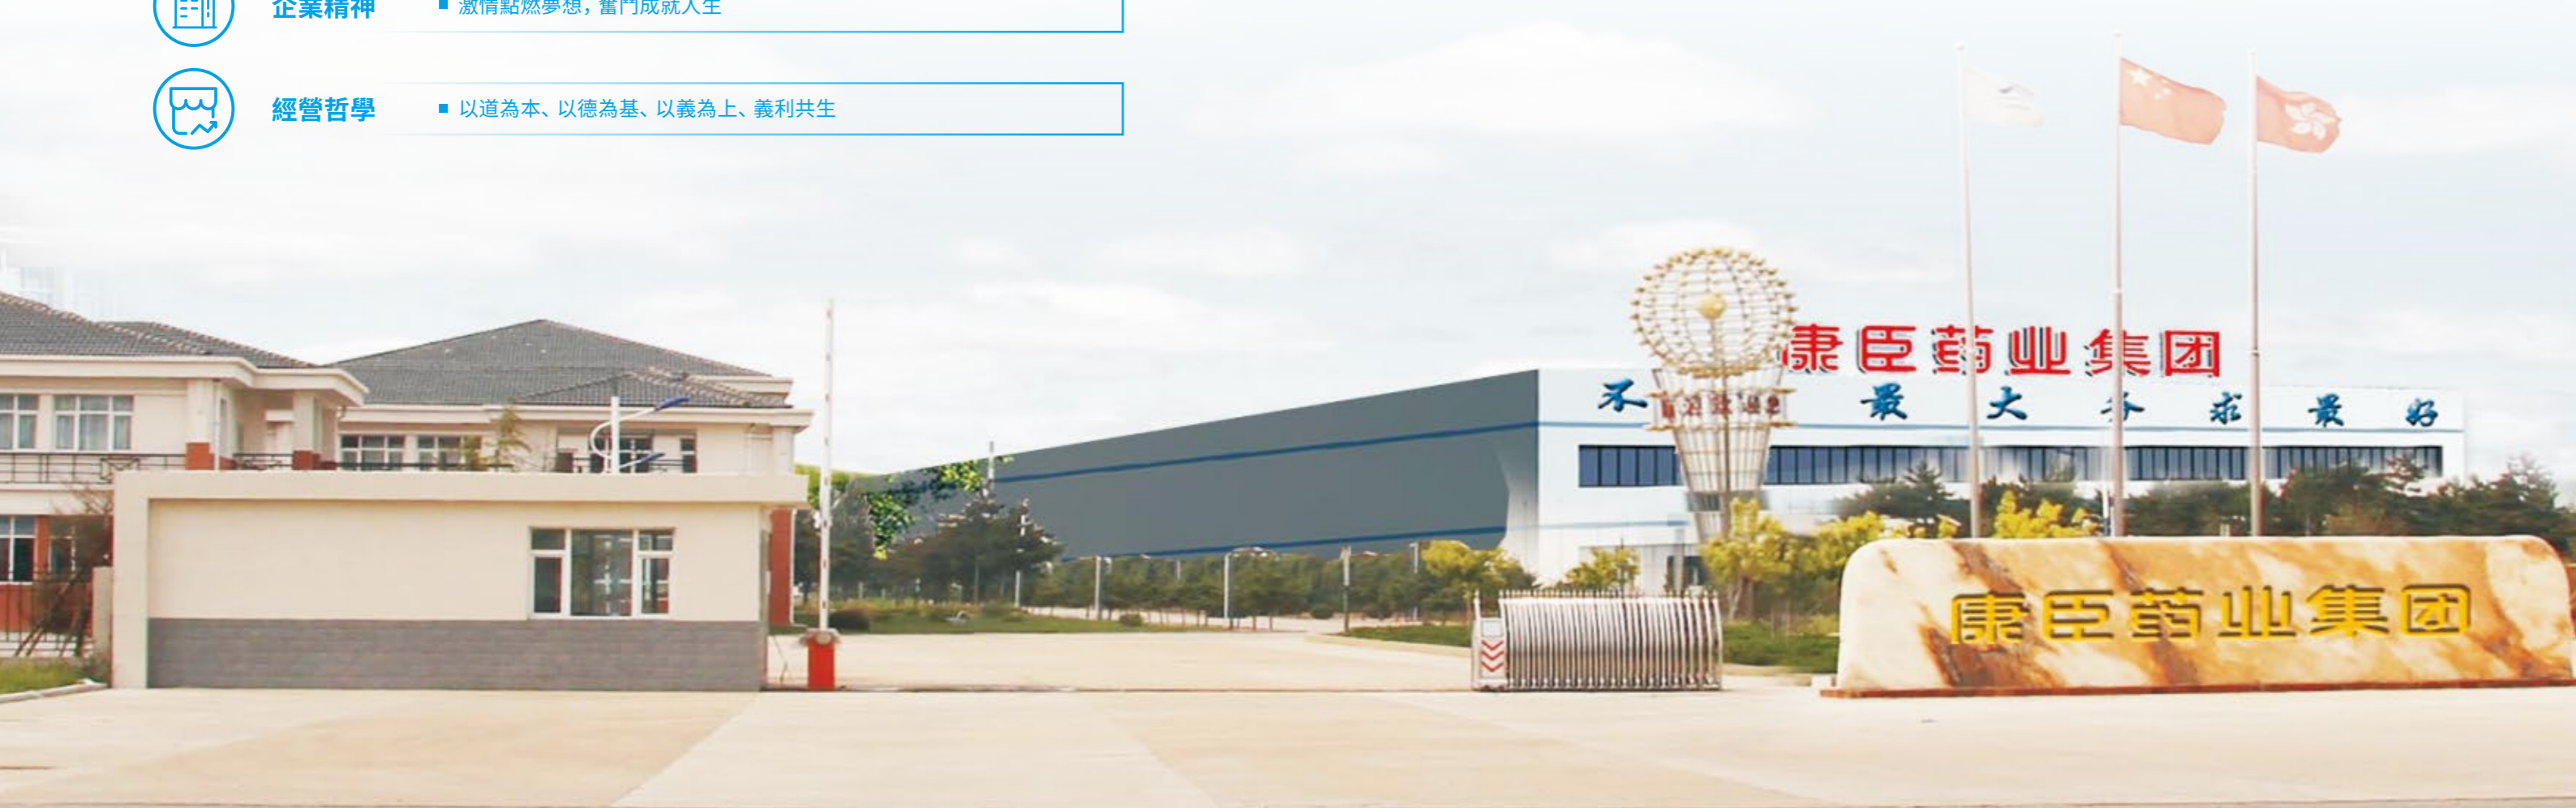 企業精神
激情點燃夢想，奮鬥成就人生
經營哲學
以道為本、以德為基、以義為上、義利共生
康臣药业集团
不 最大 求最好
康臣药业集团